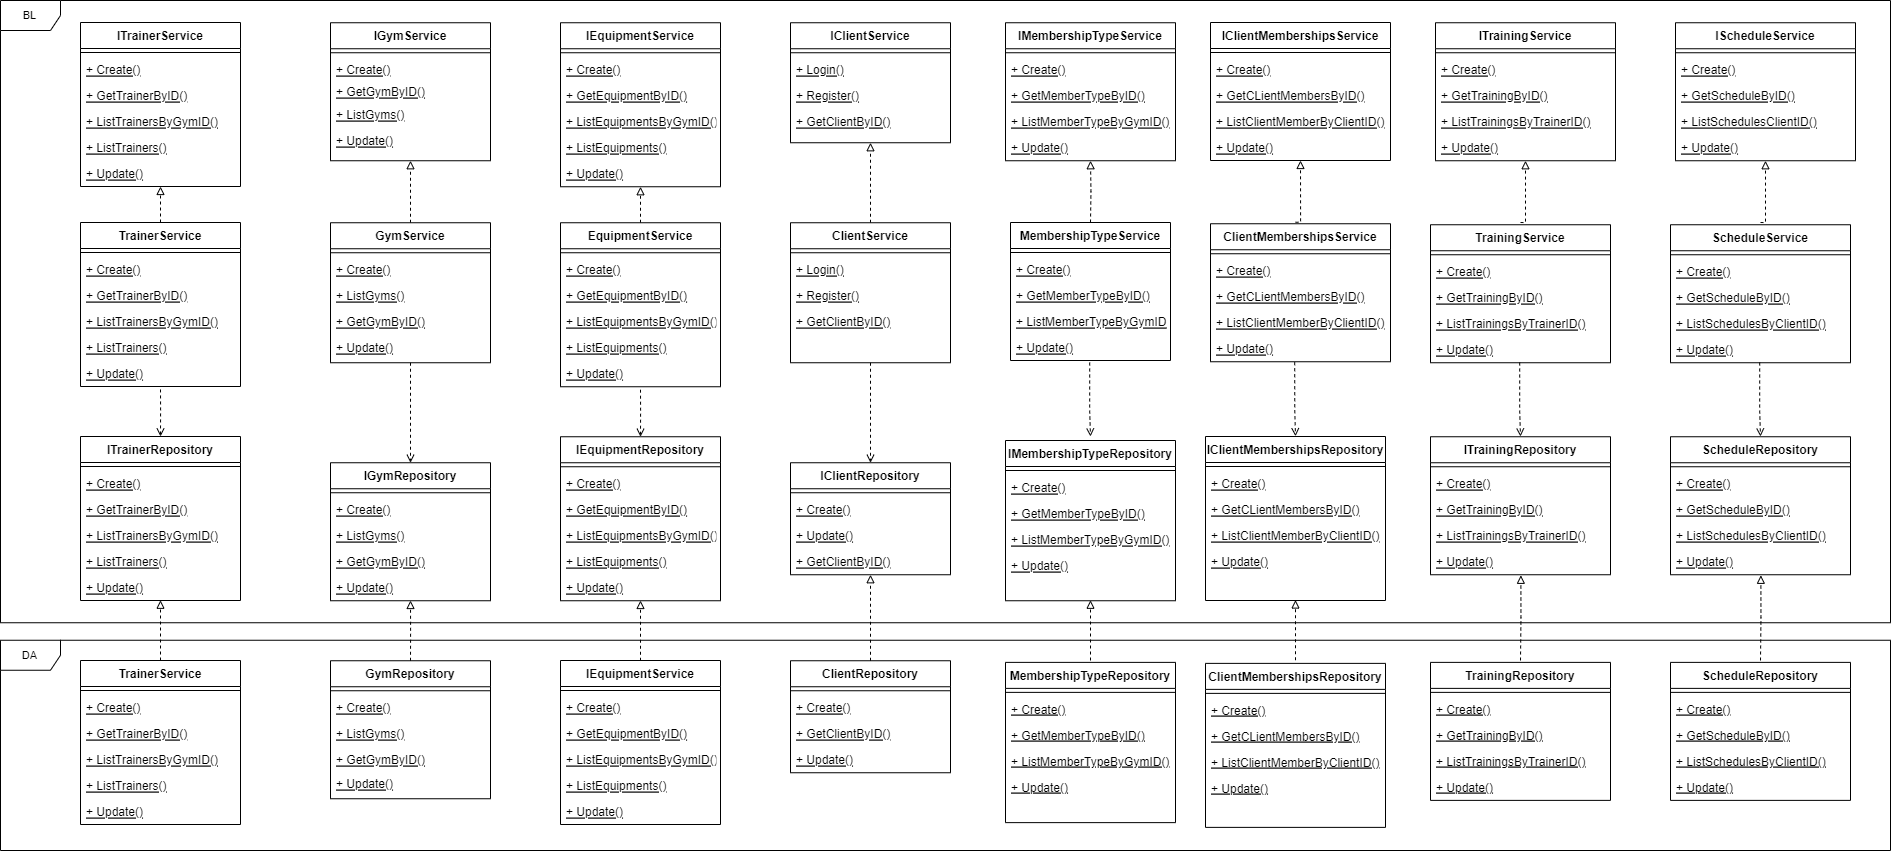 BL
ITrainerService
+ Create()
+ GetTrainerByID()
+ ListTrainersByGymID()
+ ListTrainers()
+ Update()
IGymService
+ Create()
+ GetGymByID()
+ ListGyms()
+ Update()
IEquipmentService
+ Create()
+ GetEquipmentByID()
+ ListEquipmentsByGymID()
+ ListEquipments()
+ Update()
IClientService
+ Login()
+ Register()
+ GetClientByID()
IMembershipTypeService
+ Create()
+ GetMemberTypeByID()
+ ListMemberTypeByGymID()
+ Update()
IClientMembershipsService
+ Create()
+ GetCLientMembersByID()
+ ListClientMemberByClientID()
+ Update()
ITrainingService
+ Create()
+ GetTrainingByID()
+ ListTrainingsByTrainerID()
+ Update()
IScheduleService
+ Create()
+ GetScheduleByID()
+ ListSchedulesClientID()
+ Update()
TrainerService
+ Create()
+ GetTrainerByID()
+ ListTrainersByGymID()
+ ListTrainers()
+ Update()
GymService
+ Create()
+ ListGyms()
+ GetGymByID()
+ Update()
EquipmentService
+ Create()
+ GetEquipmentByID()
+ ListEquipmentsByGymID()
+ ListEquipments()
+ Update()
ClientService
+ Login()
+ Register()
+ GetClientByID()
MembershipTypeService
+ Create()
+ GetMemberTypeByID()
+ ListMemberTypeByGymID
+ Update()
ClientMembershipsService
+ Create()
+ GetCLientMembersByID()
+ ListClientMemberByClientID()
+ Update()
TrainingService
+ Create()
+ GetTrainingByID()
+ ListTrainingsByTrainerID()
+ Update()
ScheduleService
+ Create()
+ GetScheduleByID()
+ ListSchedulesByClientID()
+ Update()
ITrainerRepository
+ Create()
+ GetTrainerByID()
+ ListTrainersByGymID()
+ ListTrainers()
+ Update()
IGymRepository
+ Create()
+ ListGyms()
+ GetGymByID()
+ Update()
IEquipmentRepository
+ Create()
+ GetEquipmentByID()
+ ListEquipmentsByGymID()
+ ListEquipments()
+ Update()
IClientRepository
+ Create()
+ Update()
+ GetClientByID()
IMembershipTypeRepository
+ Create()
+ GetMemberTypeByID()
+ ListMemberTypeByGymID()
+ Update()
IClientMembershipsRepository
+ Create()
+ GetCLientMembersByID()
+ ListClientMemberByClientID()
+ Update()
ITrainingRepository
+ Create()
+ GetTrainingByID()
+ ListTrainingsByTrainerID()
+ Update()
ScheduleRepository
+ Create()
+ GetScheduleByID()
+ ListSchedulesByClientID()
+ Update()
DA
TrainerService
+ Create()
+ GetTrainerByID()
+ ListTrainersByGymID()
+ ListTrainers()
+ Update()
GymRepository
+ Create()
+ ListGyms()
+ GetGymByID()
+ Update()
IEquipmentService
+ Create()
+ GetEquipmentByID()
+ ListEquipmentsByGymID()
+ ListEquipments()
+ Update()
ClientRepository
+ Create()
+ GetClientByID()
+ Update()
MembershipTypeRepository
+ Create()
+ GetMemberTypeByID()
+ ListMemberTypeByGymID()
+ Update()
ClientMembershipsRepository
+ Create()
+ GetCLientMembersByID()
+ ListClientMemberByClientID()
+ Update()
TrainingRepository
+ Create()
+ GetTrainingByID()
+ ListTrainingsByTrainerID()
+ Update()
ScheduleRepository
+ Create()
+ GetScheduleByID()
+ ListSchedulesByClientID()
+ Update()